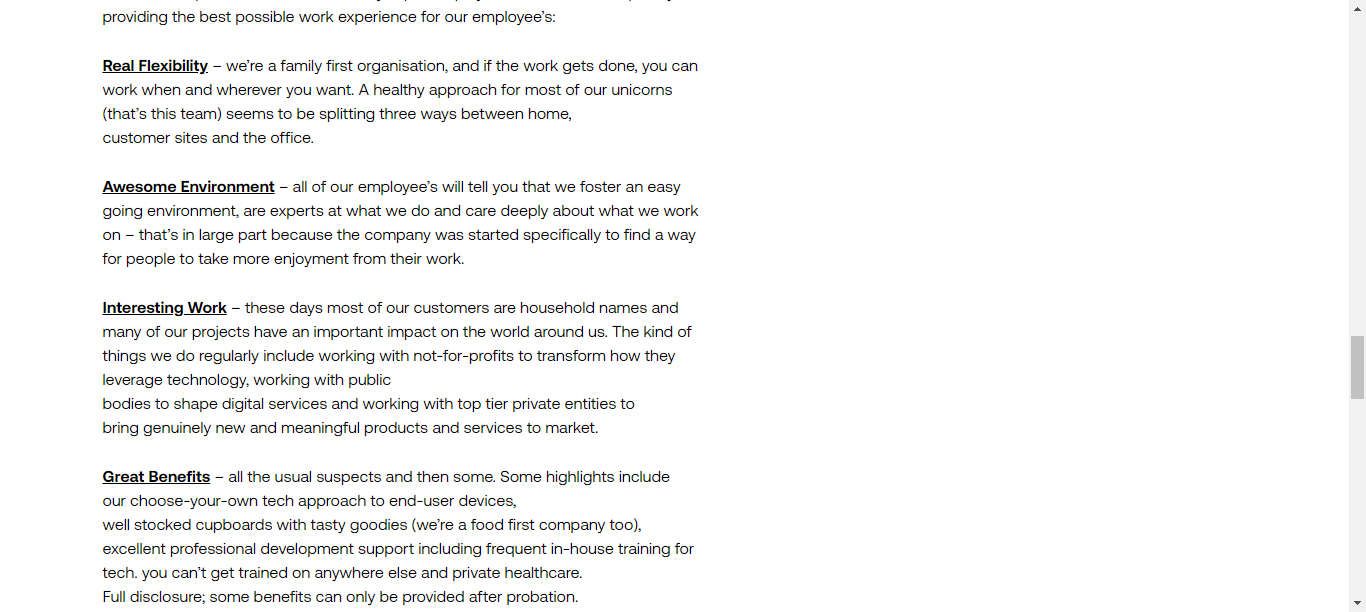 providing the best possible work experience for our employee’s:
Real Flexibility – we’re a family first organisation, and if the work gets done, you can
work when and wherever you want. A healthy approach for most of our unicorns
(that’s this team) seems to be splitting three ways between home,
customer sites and the office.
Awesome Environment – all of our employee’s will tell you that we foster an easy
going environment, are experts at what we do and care deeply about what we work
on – that’s in large part because the company was started specifically to find a way
for people to take more enjoyment from their work.
Interesting Work – these days most of our customers are household names and
many of our projects have an important impact on the world around us. The kind of
things we do regularly include working with not-for-profits to transform how they
leverage technology, working with public
bodies to shape digital services and working with top tier private entities to
bring genuinely new and meaningful products and services to market.
Great Benefits – all the usual suspects and then some. Some highlights include
our choose-your-own tech approach to end-user devices,
well stocked cupboards with tasty goodies (we’re a food first company too),
excellent professional development support including frequent in-house training for
tech. you can’t get trained on anywhere else and private healthcare.
Full disclosure; some benefits can only be provided after probation.